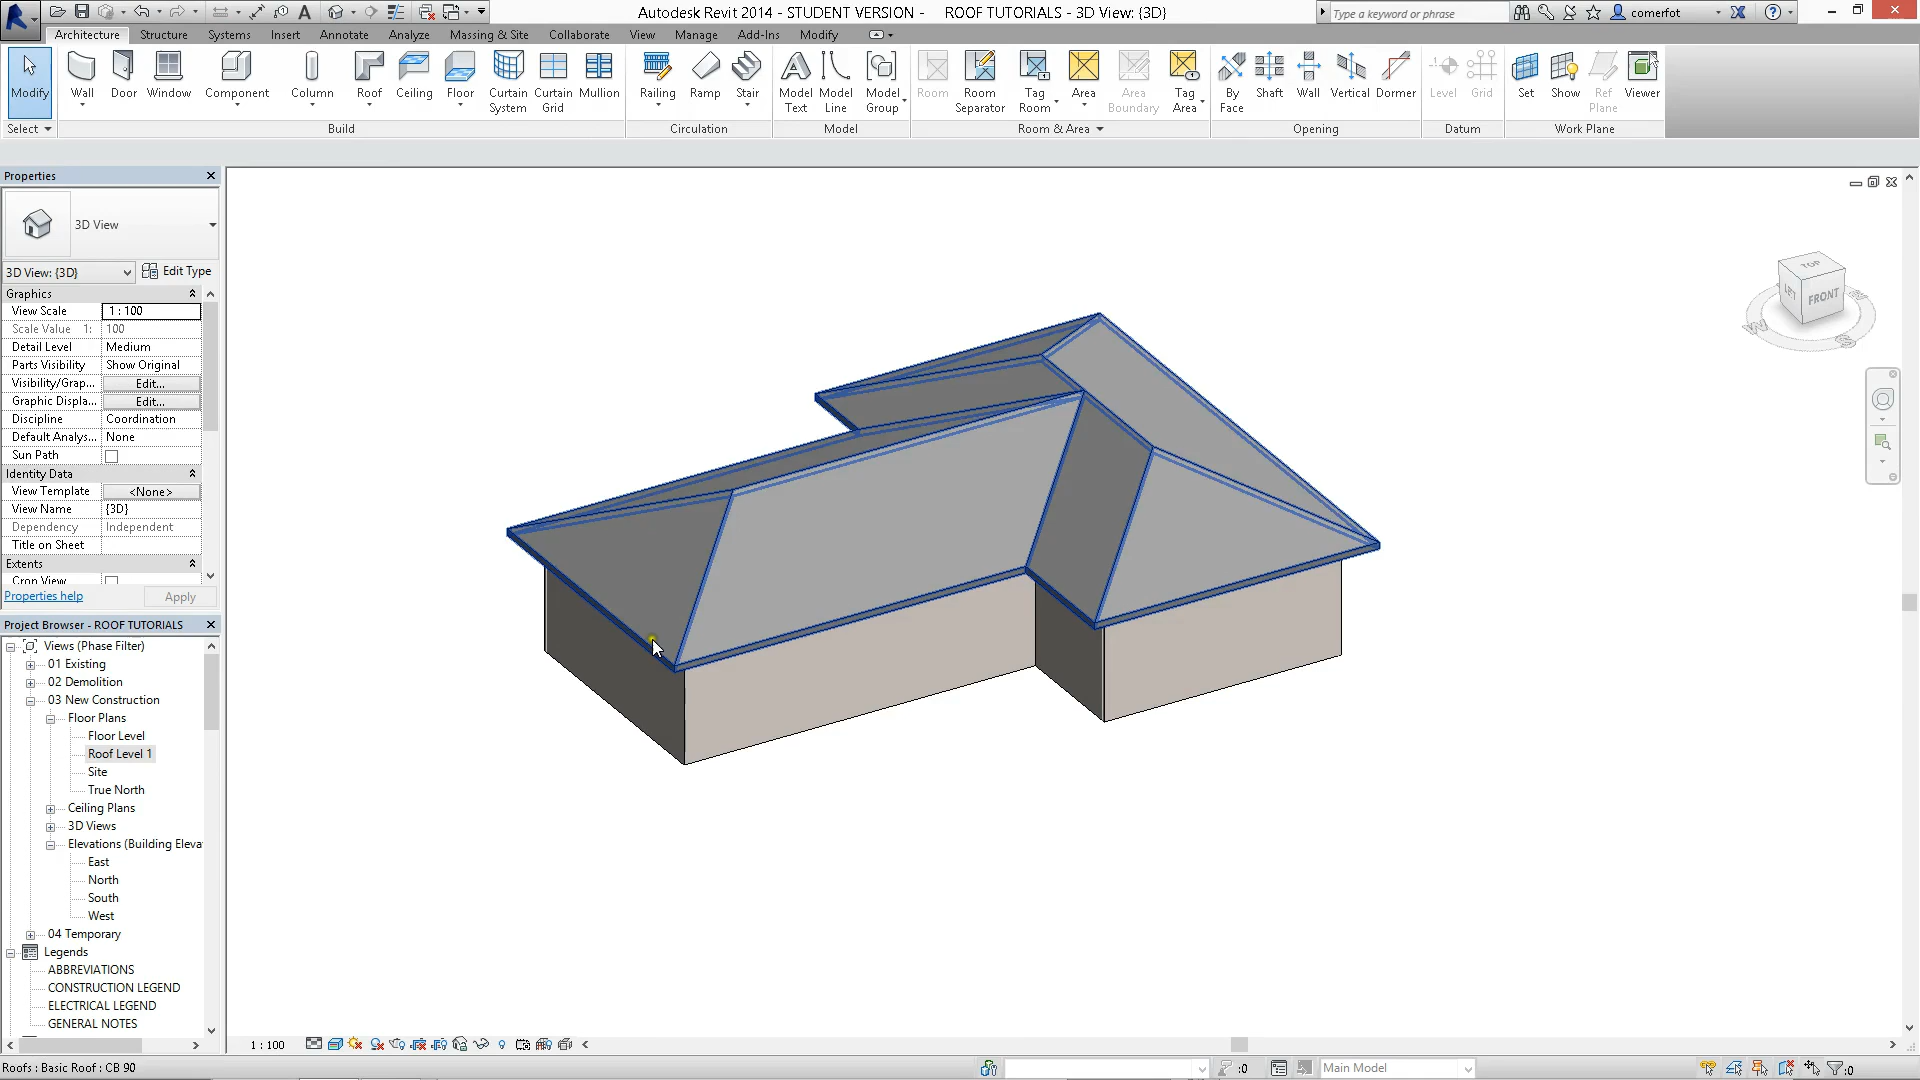 Autodesk Revit 2014 - STUDENT VERSION - ROOF TUTORIALS - 3D View: {3D}
Type a keyword or phrase
comerfot
Architecture Structure Systems Insert Annotate Analyze Massing & Site Collaborate View Manage Add-Ins Modify
Modify Wall Door Window Component Column Roof Ceiling Floor Curtain System Curtain Grid Mullion Railing Ramp Stair Model Text Model Line Model Group Room Room Separator Tag Room Area Area Boundary Tag Area By Face Shaft Wall Vertical Dormer Level Grid Set Show Ref Plane Viewer
Select Build Circulation Model Room & Area Opening Datum Work Plane
Properties
3D View
3D View: {3D} Edit Type
Graphics
View Scale 1 : 100
Scale Value 1: 100
Detail Level Medium
Parts Visibility Show Original
Visibility/Grap... Edit...
Graphic Displa... Edit...
Discipline Coordination
Default Analys... None
Sun Path
Identity Data
View Template <None>
View Name {3D}
Dependency Independent
Title on Sheet
Extents
Crop View
Properties help Apply
Project Browser - ROOF TUTORIALS
Views (Phase Filter)
01 Existing
02 Demolition
03 New Construction
Floor Plans
Floor Level
Roof Level 1
Site
True North
Ceiling Plans
3D Views
Elevations (Building Eleva
East
North
South
West
04 Temporary
Legends
ABBREVIATIONS
CONSTRUCTION LEGEND
ELECTRICAL LEGEND
GENERAL NOTES
TOP
FRONT
W
S
1 : 100
Roofs : Basic Roof : CB 90
:0
Main Model
:0